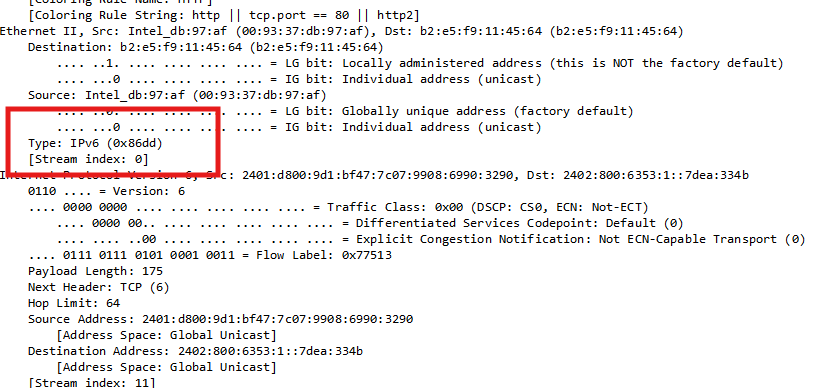 [Coloring Rule Name: HTTP]
[Coloring Rule String: http || tcp.port == 80 || http2]
Ethernet II, Src: Intel_db:97:af (00:93:37:db:97:af), Dst: b2:e5:f9:11:45:64 (b2:e5:f9:11:45:64)
Destination: b2:e5:f9:11:45:64 (b2:e5:f9:11:45:64)
.... ..1. .... .... .... .... = LG bit: Locally administered address (this is NOT the factory default)
.... ...0 .... .... .... .... = IG bit: Individual address (unicast)
Source: Intel_db:97:af (00:93:37:db:97:af)
.... ..0. .... .... .... .... = LG bit: Globally unique address (factory default)
.... ...0 .... .... .... .... = IG bit: Individual address (unicast)
Type: IPv6 (0x86dd)
[Stream index: 0]
Internet Protocol Version 6, Src: 2401:d800:9d1:bf47:7c07:9908:6990:3290, Dst: 2402:800:6353:1::7dea:334b
0110 .... = Version: 6
.... 0000 0000 .... .... .... .... .... = Traffic Class: 0x00 (DSCP: CS0, ECN: Not-ECT)
.... 0000 00.. .... .... .... .... .... = Differentiated Services Codepoint: Default (0)
.... .... ..00 .... .... .... .... .... = Explicit Congestion Notification: Not ECN-Capable Transport (0)
.... 0111 0111 0101 0001 0011 = Flow Label: 0x77513
Payload Length: 175
Next Header: TCP (6)
Hop Limit: 64
Source Address: 2401:d800:9d1:bf47:7c07:9908:6990:3290
[Address Space: Global Unicast]
Destination Address: 2402:800:6353:1::7dea:334b
[Address Space: Global Unicast]
[Stream index: 11]